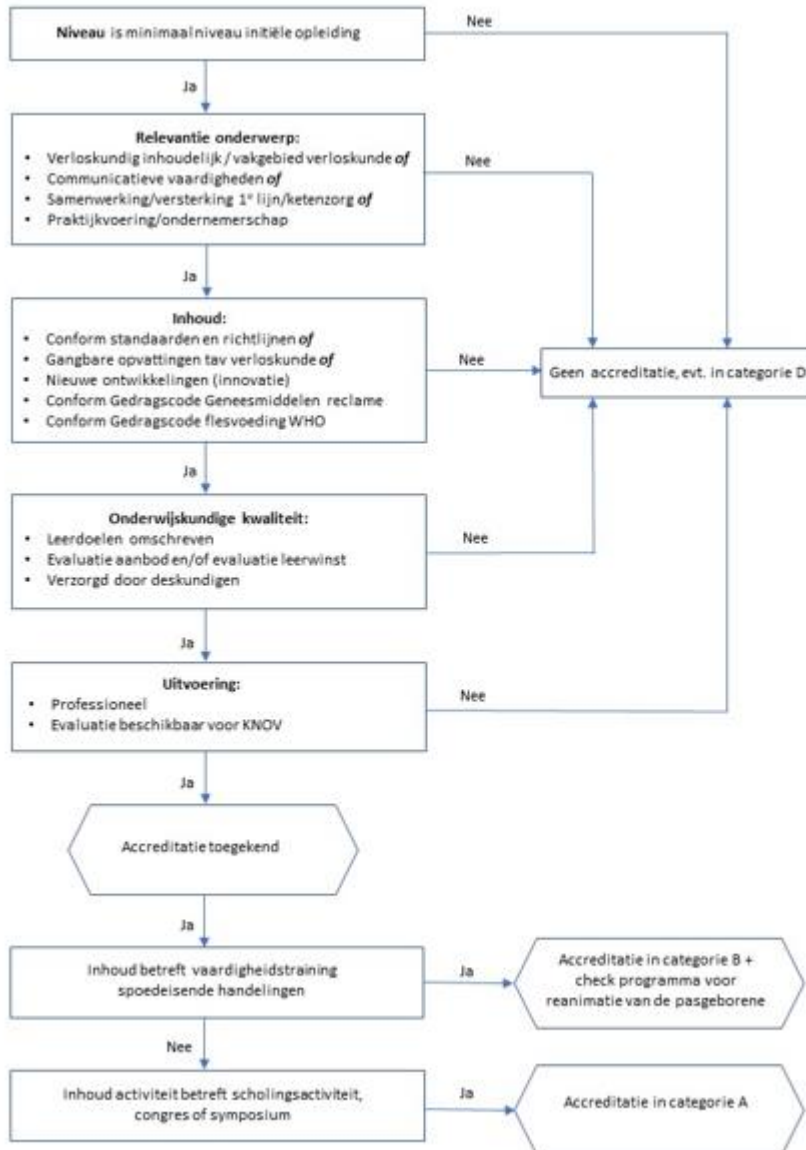 Niveau is minimaal niveau initiële opleiding
Nee
Ja
Relevantie onderwerp:
• Verloskundig inhoudelijk / vakgebied verloskunde of
• Communicatieve vaardigheden of
• Samenwerking/versterking 1e lijn/ketenzorg of
• Praktijkvoering/ondernemerschap
Nee
Ja
Inhoud:
• Conform standaarden en richtlijnen of
• Gangbare opvattingen tav verloskunde of
• Nieuwe ontwikkelingen (innovatie)
• Conform Gedragscode Geneesmiddelen reclame
• Conform Gedragscode flesvoeding WHO
Nee
Geen accreditatie, evt. in categorie D
Ja
Onderwijskundige kwaliteit:
• Leerdoelen omschreven
• Evaluatie aanbod en/of evaluatie leerwinst
• Verzorgd door deskundigen
Nee
Ja
Uitvoering:
• Professioneel
• Evaluatie beschikbaar voor KNOV
Nee
Ja
Accreditatie toegekend
Ja
Inhoud betreft vaardigheidstraining
spoedeisende handelingen
Ja
Accreditatie in categorie B +
check programma voor
reanimatie van de pasgeborene
Nee
Inhoud activiteit betreft scholingsactiviteit,
congres of symposium
Ja
Accreditatie in categorie A